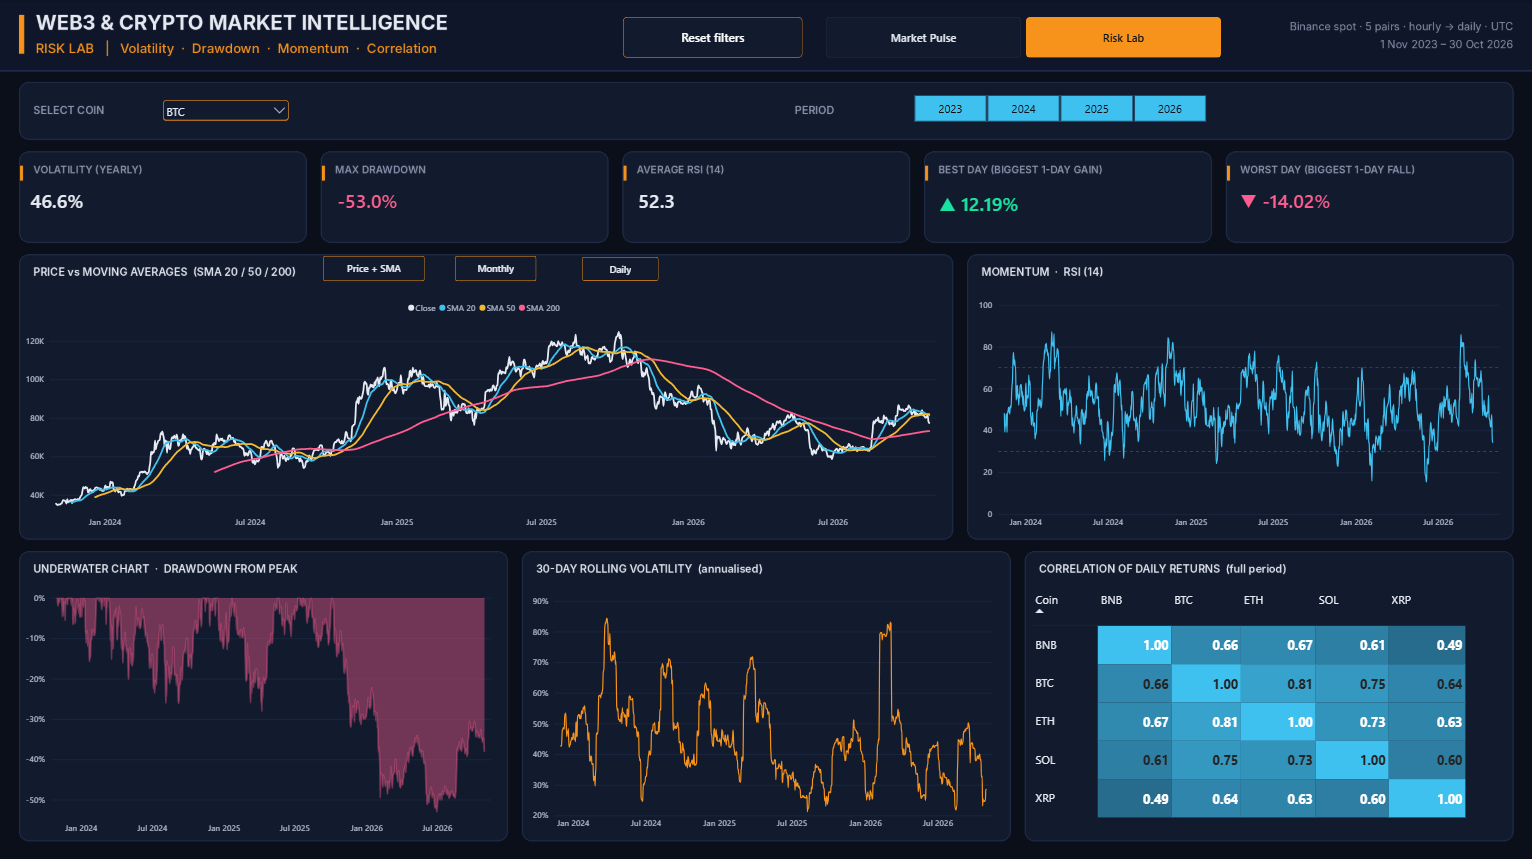 WEB3 & CRYPTO MARKET INTELLIGENCE
RISK LAB | Volatility · Drawdown · Momentum · Correlation
Reset filters
Market Pulse
Risk Lab
Binance spot · 5 pairs · hourly → daily · UTC
1 Nov 2023 – 30 Oct 2026
SELECT COIN
BTC
PERIOD
2023 2024 2025 2026
VOLATILITY (YEARLY)
46.6%
MAX DRAWDOWN
-53.0%
AVERAGE RSI (14)
52.3
BEST DAY (BIGGEST 1-DAY GAIN)
▲ 12.19%
WORST DAY (BIGGEST 1-DAY FALL)
▼ -14.02%
PRICE vs MOVING AVERAGES (SMA 20 / 50 / 200)
Price + SMA
Monthly
Daily
Close SMA 20 SMA 50 SMA 200
120K
100K
80K
60K
40K
Jan 2024 Jul 2024 Jan 2025 Jul 2025 Jan 2026 Jul 2026
MOMENTUM · RSI (14)
100
80
60
40
20
0
Jan 2024 Jul 2024 Jan 2025 Jul 2025 Jan 2026 Jul 2026
UNDERWATER CHART · DRAWDOWN FROM PEAK
0%
-10%
-20%
-30%
-40%
-50%
Jan 2024 Jul 2024 Jan 2025 Jul 2025 Jan 2026 Jul 2026
30-DAY ROLLING VOLATILITY (annualised)
90%
80%
70%
60%
50%
40%
30%
20%
Jan 2024 Jul 2024 Jan 2025 Jul 2025 Jan 2026 Jul 2026
CORRELATION OF DAILY RETURNS (full period)
Coin BNB BTC ETH SOL XRP
BNB 1.00 0.66 0.67 0.61 0.49
BTC 0.66 1.00 0.81 0.75 0.64
ETH 0.67 0.81 1.00 0.73 0.63
SOL 0.61 0.75 0.73 1.00 0.60
XRP 0.49 0.64 0.63 0.60 1.00